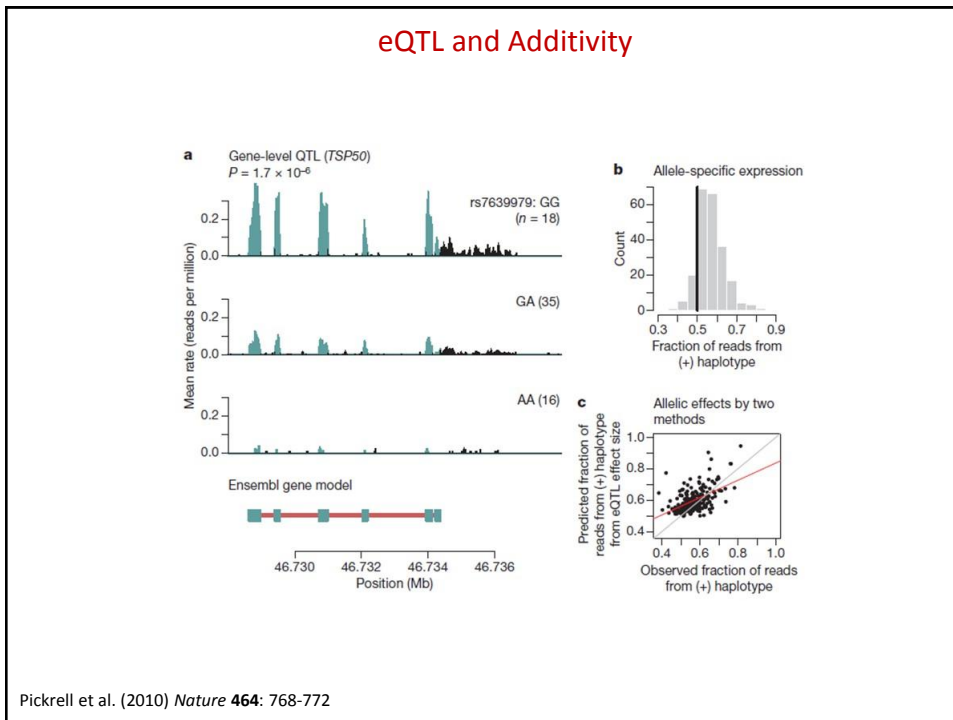 eQTL and Additivity
a
Gene-level QTL (TSP50)
P = 1.7 × 10⁻⁶
rs7639979: GG
(n = 18)
0.2
0.0
GA (35)
0.2
0.0
AA (16)
0.2
0.0
Mean rate (reads per million)
Ensembl gene model
46.730 46.732 46.734 46.736
Position (Mb)
b Allele-specific expression
60
40
20
0
Count
0.3 0.5 0.7 0.9
Fraction of reads from
(+) haplotype
c Allelic effects by two
methods
Predicted fraction of
reads from (+) haplotype
from eQTL effect size
1.0
0.8
0.6
0.4
0.4 0.6 0.8 1.0
Observed fraction of reads
from (+) haplotype
Pickrell et al. (2010) Nature 464: 768-772